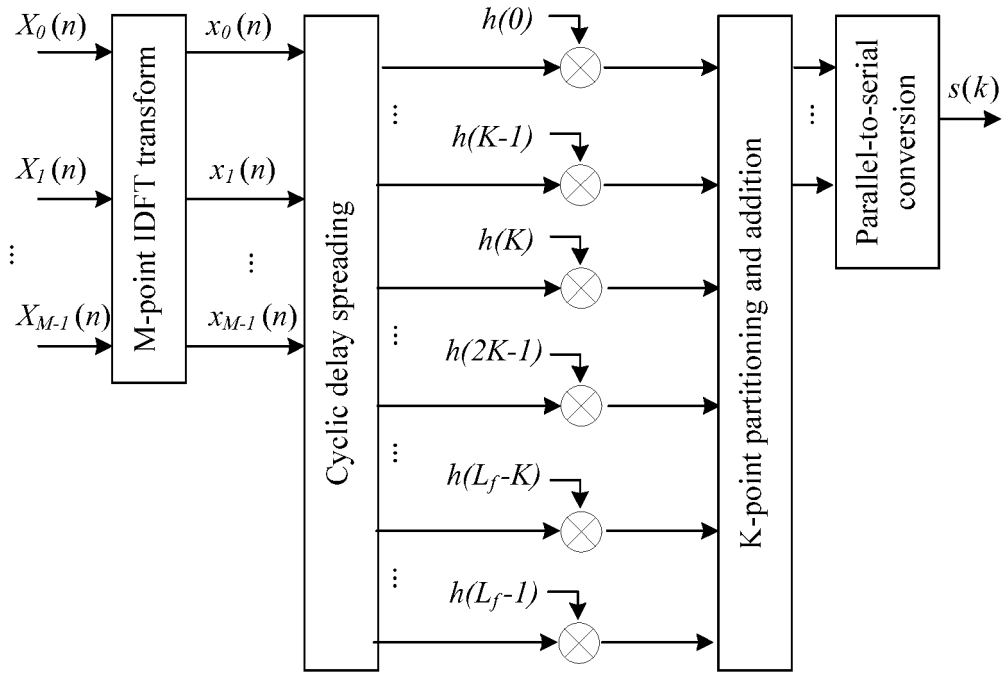 X0(n)
X1(n)
...
XM-1(n)
M-point IDFT transform
x0(n)
x1(n)
...
xM-1(n)
Cyclic delay spreading
...
...
...
...
h(0)
h(K-1)
h(K)
h(2K-1)
h(Lf-K)
h(Lf-1)
K-point partitioning and addition
...
Parallel-to-serial
conversion
s(k)